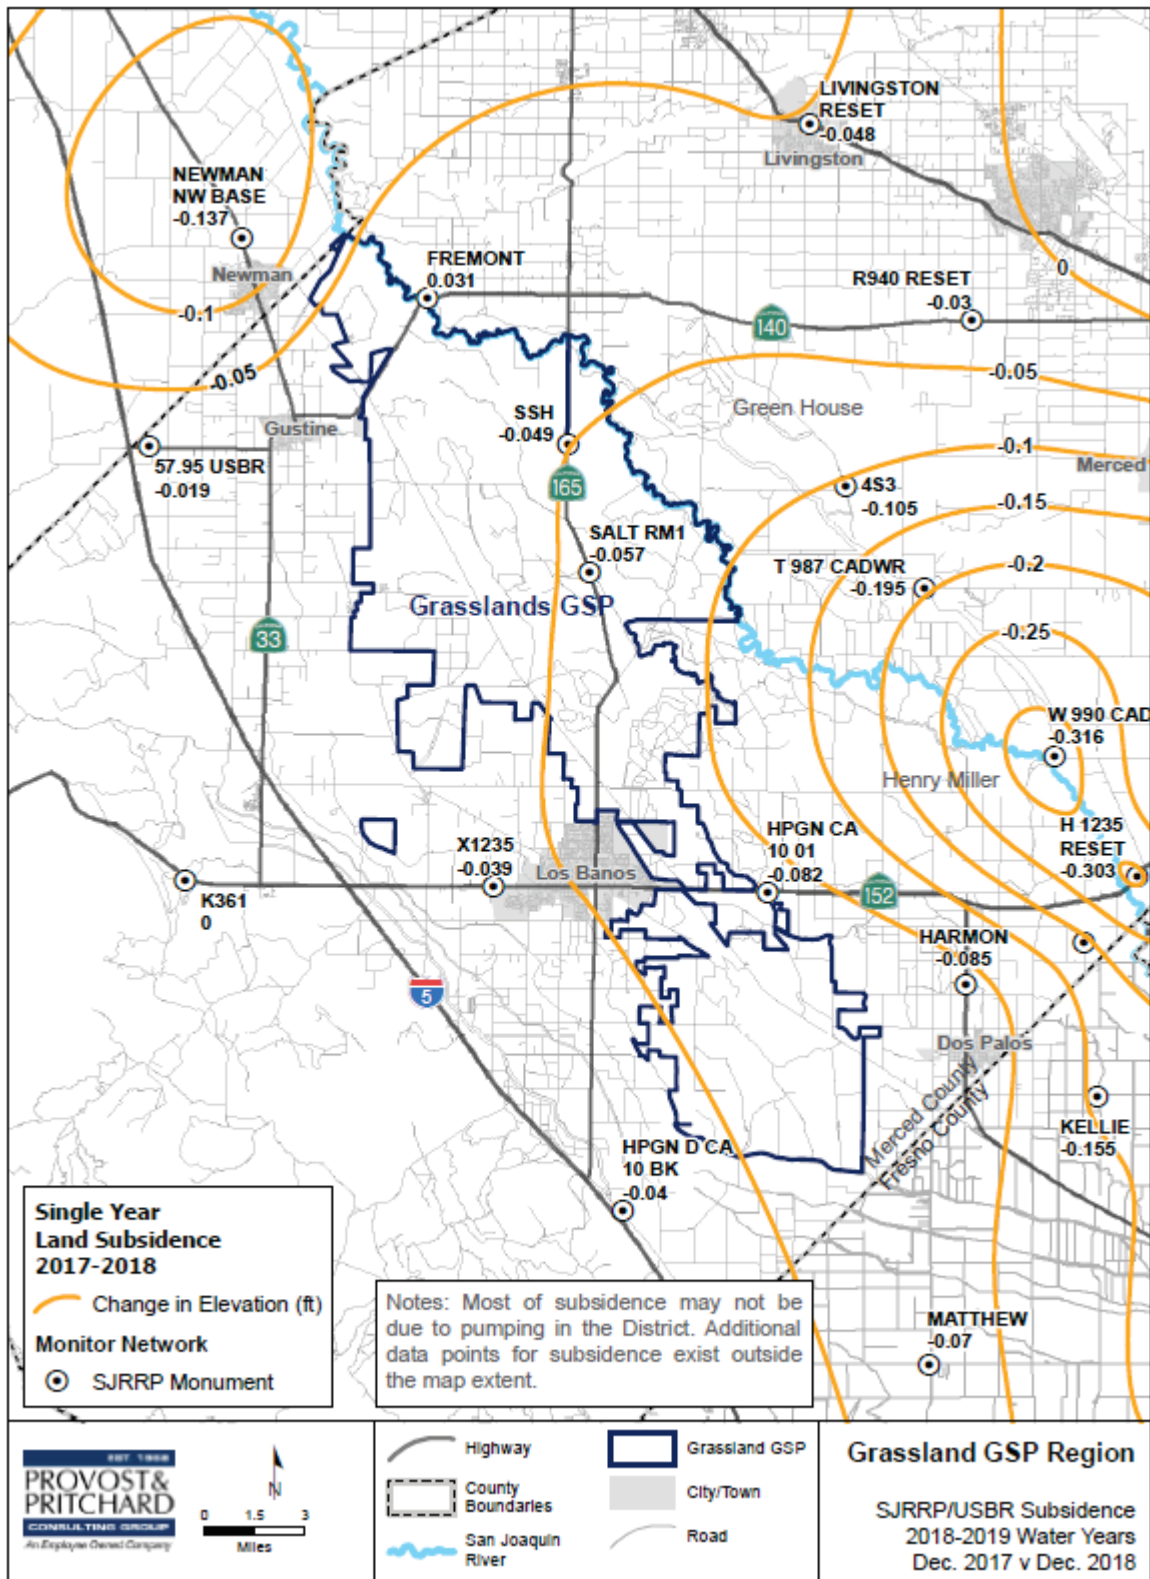 LIVINGSTON
RESET
-0.048
Livingston
NEWMAN
NW BASE
-0.137
Newman
FREMONT
0.031
R940 RESET
-0.03
0
-0.1
140
-0.05
-0.05
Green House
SSH
-0.049
Gustine
57.95 USBR
-0.019
165
-0.1
Merced
4S3
-0.105
-0.15
SALT RM1
-0.057
T 987 CADWR
-0.195
-0.2
Grasslands GSP
33
-0.25
W 990 CAD
-0.316
Henry Miller
H 1235
RESET
-0.303
HPGN CA
10 01
-0.082
X1235
-0.039
Los Banos
152
K361
0
HARMON
-0.085
5
Dos Palos
Merced County
Fresno County
KELLIE
-0.155
HPGN D CA
10 BK
-0.04
MATTHEW
-0.07
Single Year
Land Subsidence
2017-2018
Change in Elevation (ft)
Monitor Network
SJRRP Monument
Notes: Most of subsidence may not be
due to pumping in the District. Additional
data points for subsidence exist outside
the map extent.
EST 1968
PROVOST&
PRITCHARD
CONSULTING GROUP
An Employee Owned Company
N
0 1.5 3
Miles
Highway
County
Boundaries
San Joaquin
River
Grassland GSP
City/Town
Road
Grassland GSP Region
SJRRP/USBR Subsidence
2018-2019 Water Years
Dec. 2017 v Dec. 2018